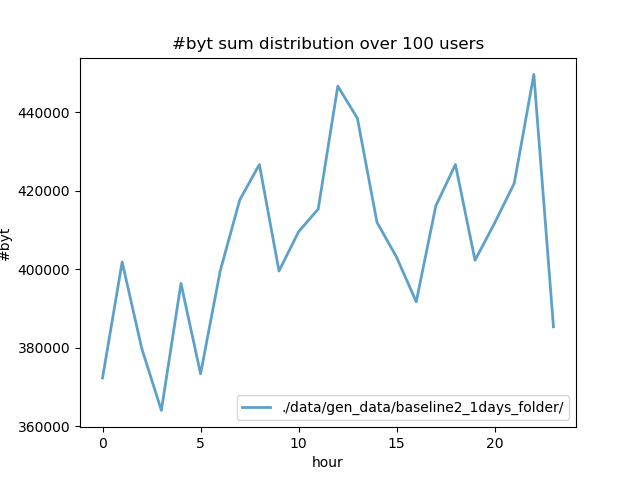 #byt sum distribution over 100 users
440000
420000
400000
380000
360000
#byt
0 5 10 15 20
hour
./data/gen_data/baseline2_1days_folder/